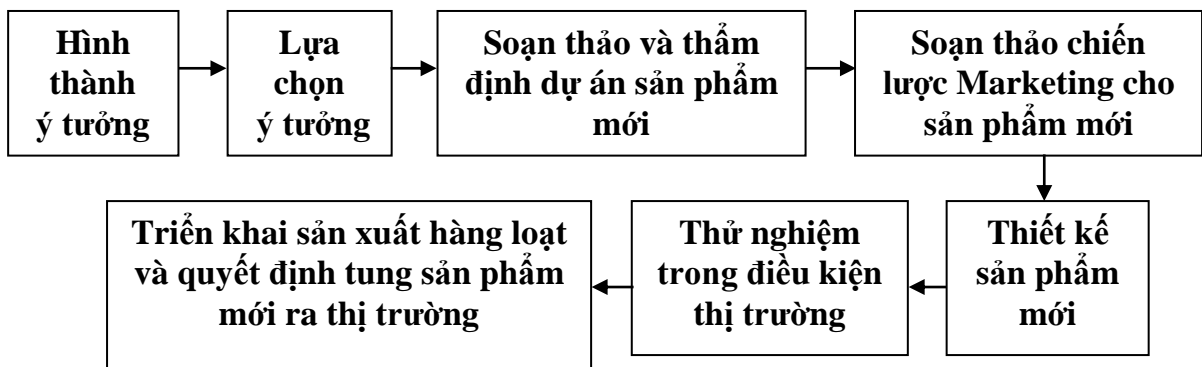 Hình
thành
ý tưởng
Lựa
chọn
ý tưởng
Soạn thảo và thẩm
định dự án sản phẩm
mới
Soạn thảo chiến
lược Marketing cho
sản phẩm mới
Thiết kế
sản phẩm
mới
Thử nghiệm
trong điều kiện
thị trường
Triển khai sản xuất hàng loạt
và quyết định tung sản phẩm
mới ra thị trường